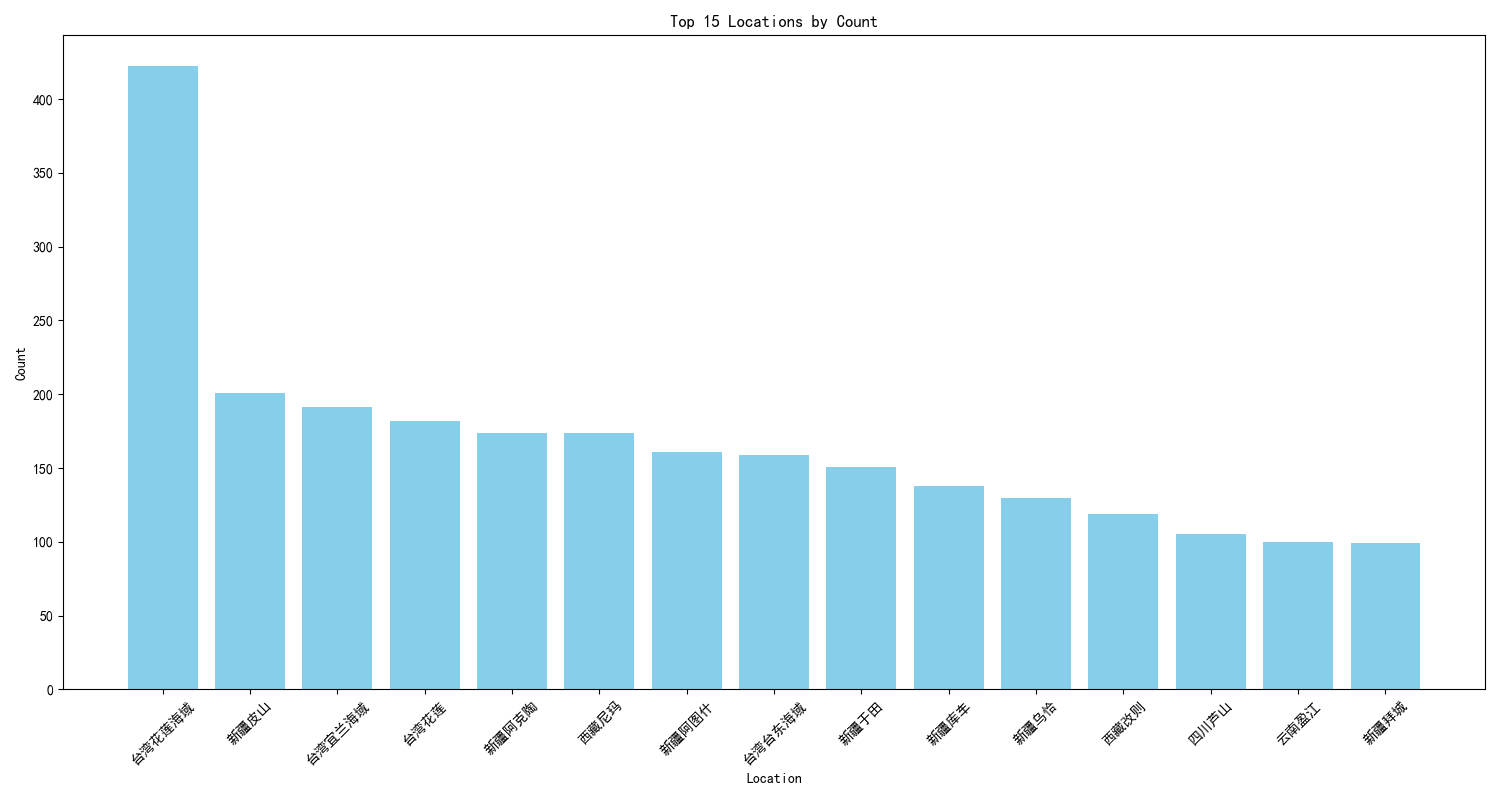 Top 15 Locations by Count
Count
400
350
300
250
200
150
100
50
0
台湾花莲海域
新疆皮山
台湾宜兰海域
台湾花莲
新疆阿克陶
西藏尼玛
新疆阿图什
台湾台东海域
新疆于田
新疆库车
新疆乌恰
西藏改则
四川芦山
云南盈江
新疆拜城
Location